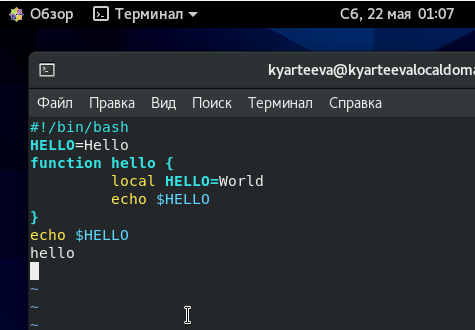 Обзор Терминал Сб, 22 мая 01:07
kyarteeva@kyarteevalocaldoma
Файл Правка Вид Поиск Терминал Справка
#!/bin/bash
HELLO=Hello
function hello {
        local HELLO=World
        echo $HELLO
}
echo $HELLO
hello
~
~
~